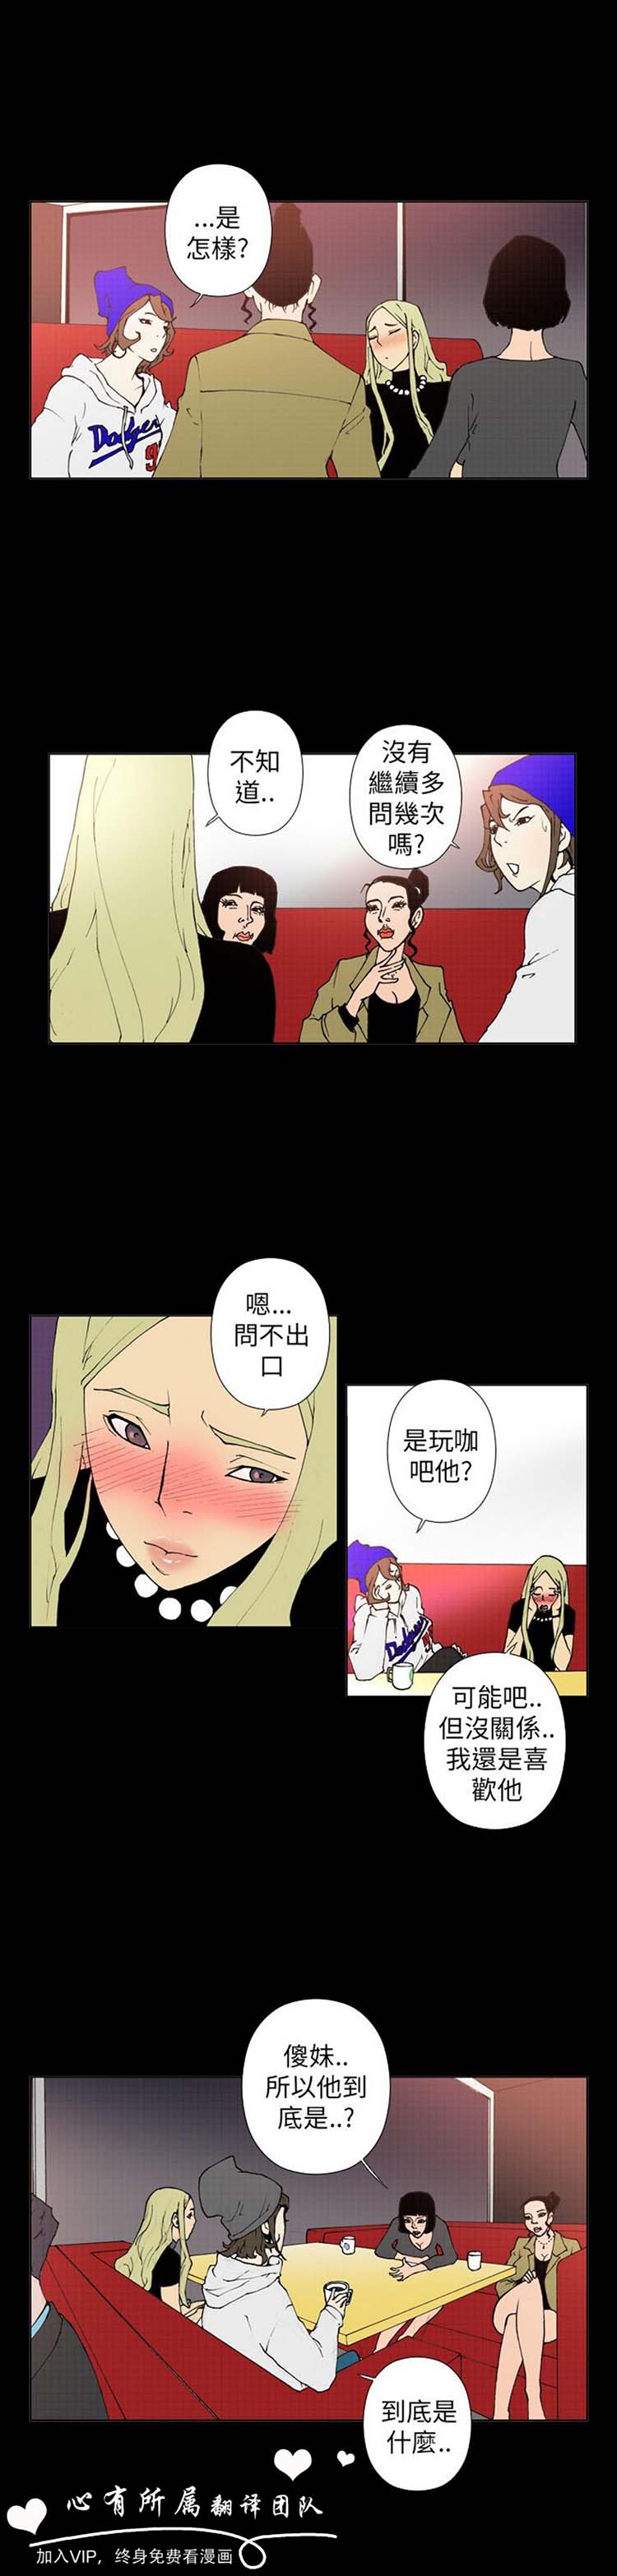 ...是
怎樣?
Dodgers
9
不知
道..
沒有
繼續多
問幾次
嗎?
嗯...
問不出
口
是玩咖
吧他?
Dodgers
可能吧..
但沒關係..
我還是喜
歡他
傻妹..
所以他到
底是..?
到底是
什麼..
心有所属翻译团队
加入VIP，终身免费看漫画